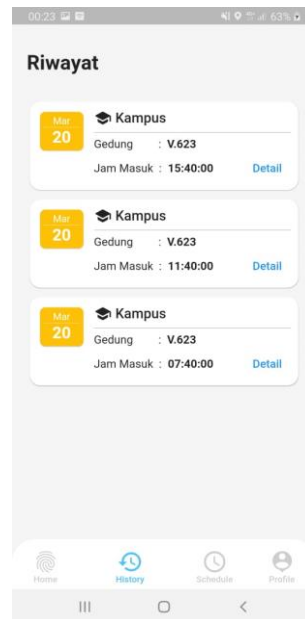 00:23 63%
Riwayat
Mar
20
Kampus
Gedung : V.623
Jam Masuk : 15:40:00 Detail
Mar
20
Kampus
Gedung : V.623
Jam Masuk : 11:40:00 Detail
Mar
20
Kampus
Gedung : V.623
Jam Masuk : 07:40:00 Detail
Home History Schedule Profile